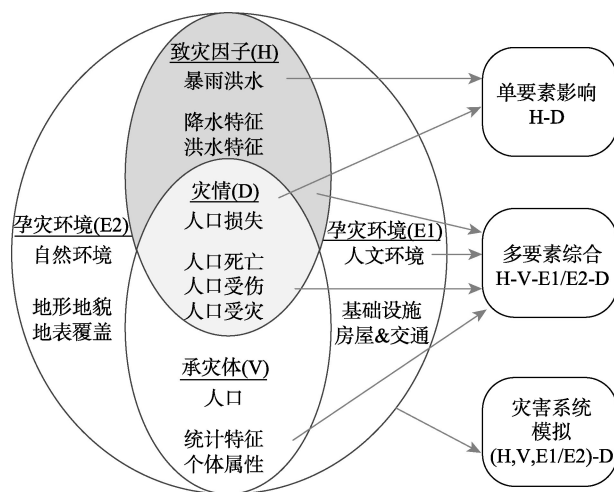 致灾因子(H)
暴雨洪水
降水特征
洪水特征
灾情(D)
人口损失
人口死亡
人口受伤
人口受灾
孕灾环境(E2)
自然环境
地形地貌
地表覆盖
孕灾环境(E1)
人文环境
基础设施
房屋&交通
承灾体(V)
人口
统计特征
个体属性
单要素影响
H-D
多要素综合
H-V-E1/E2-D
灾害系统
模拟
(H,V,E1/E2)-D